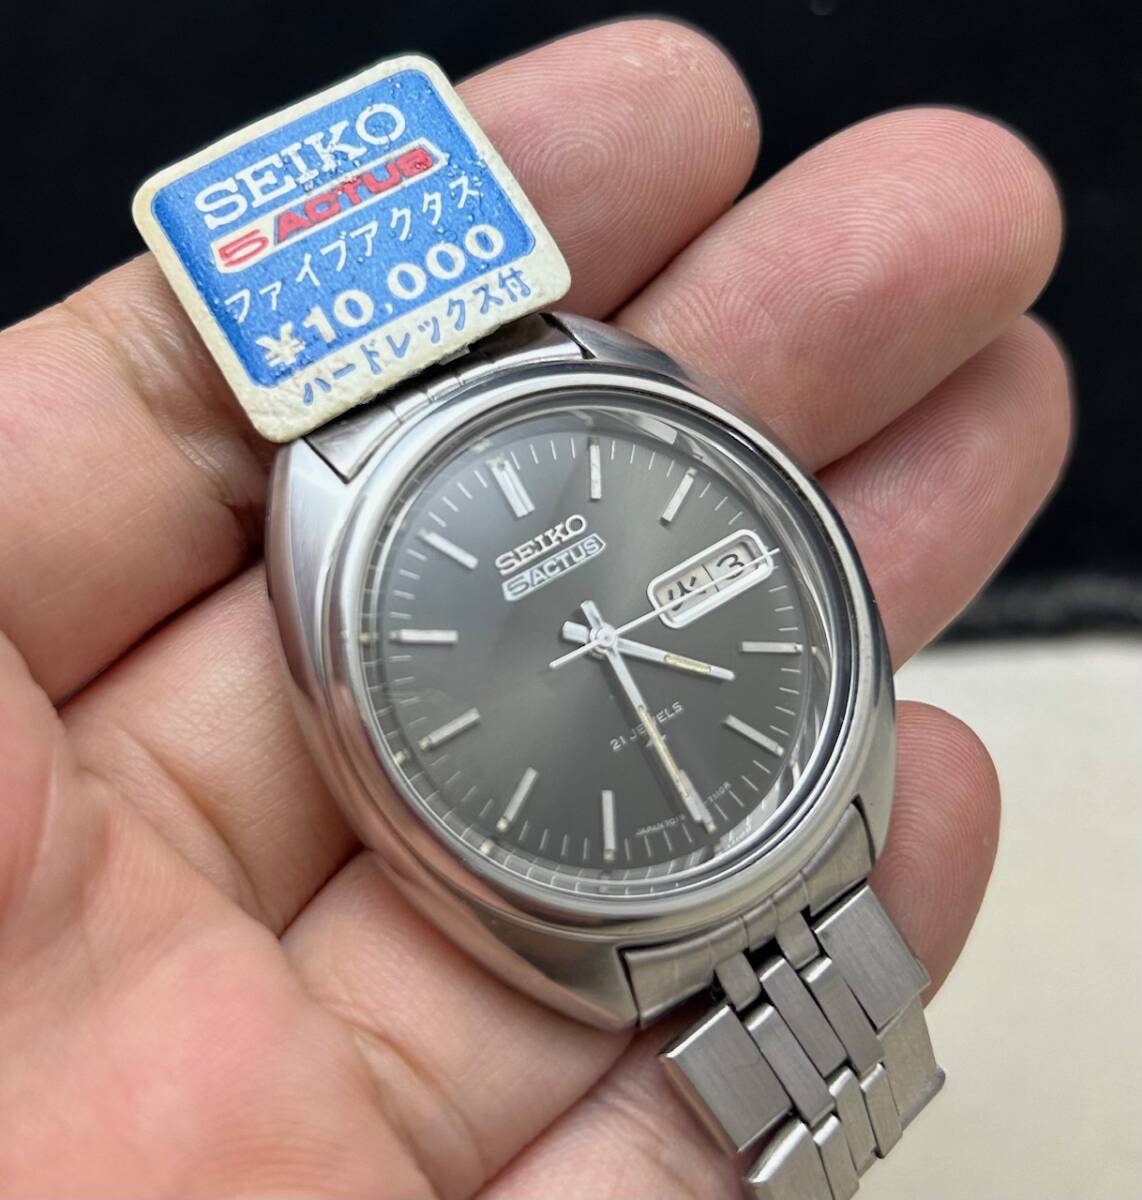 SEIKO
5 ACTUS
ファイブアクタス
¥10,000
ハードレックス付
SEIKO
5 ACTUS
火 3
21 JEWELS